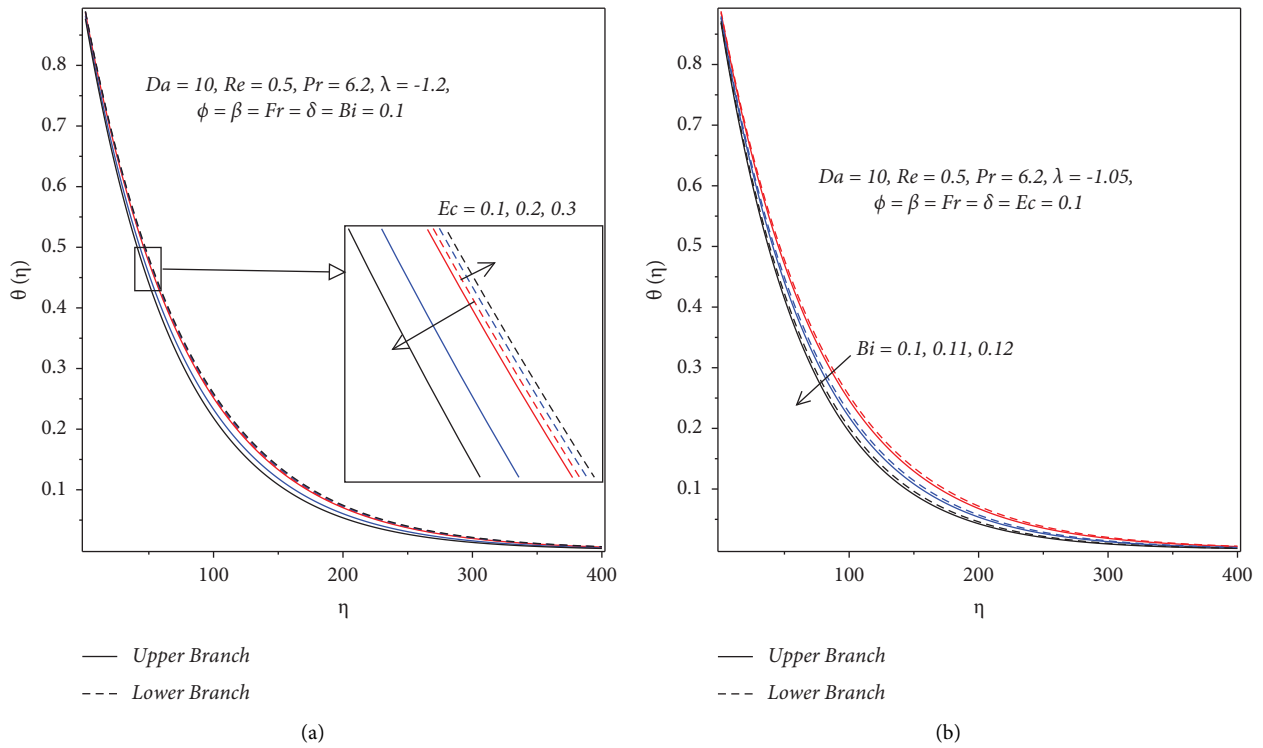 0.8
0.7
0.6
0.5
0.4
0.3
0.2
0.1
θ (η)
Da = 10, Re = 0.5, Pr = 6.2, λ = -1.2,
ϕ = β = Fr = δ = Bi = 0.1
Ec = 0.1, 0.2, 0.3
100
200
300
400
η
Upper Branch
Lower Branch
(a)
0.8
0.7
0.6
0.5
0.4
0.3
0.2
0.1
θ (η)
Da = 10, Re = 0.5, Pr = 6.2, λ = -1.05,
ϕ = β = Fr = δ = Ec = 0.1
Bi = 0.1, 0.11, 0.12
100
200
300
400
η
Upper Branch
Lower Branch
(b)